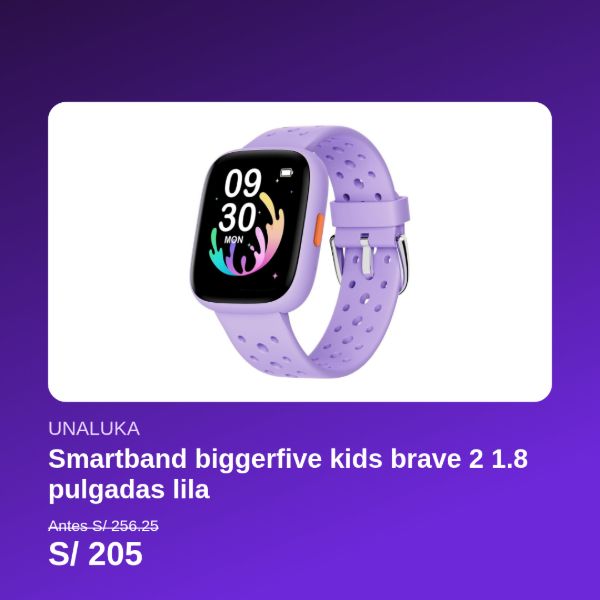 09
30
MON
UNALUKA
Smartband biggerfive kids brave 2 1.8
pulgadas lila
Antes S/ 256.25
S/ 205